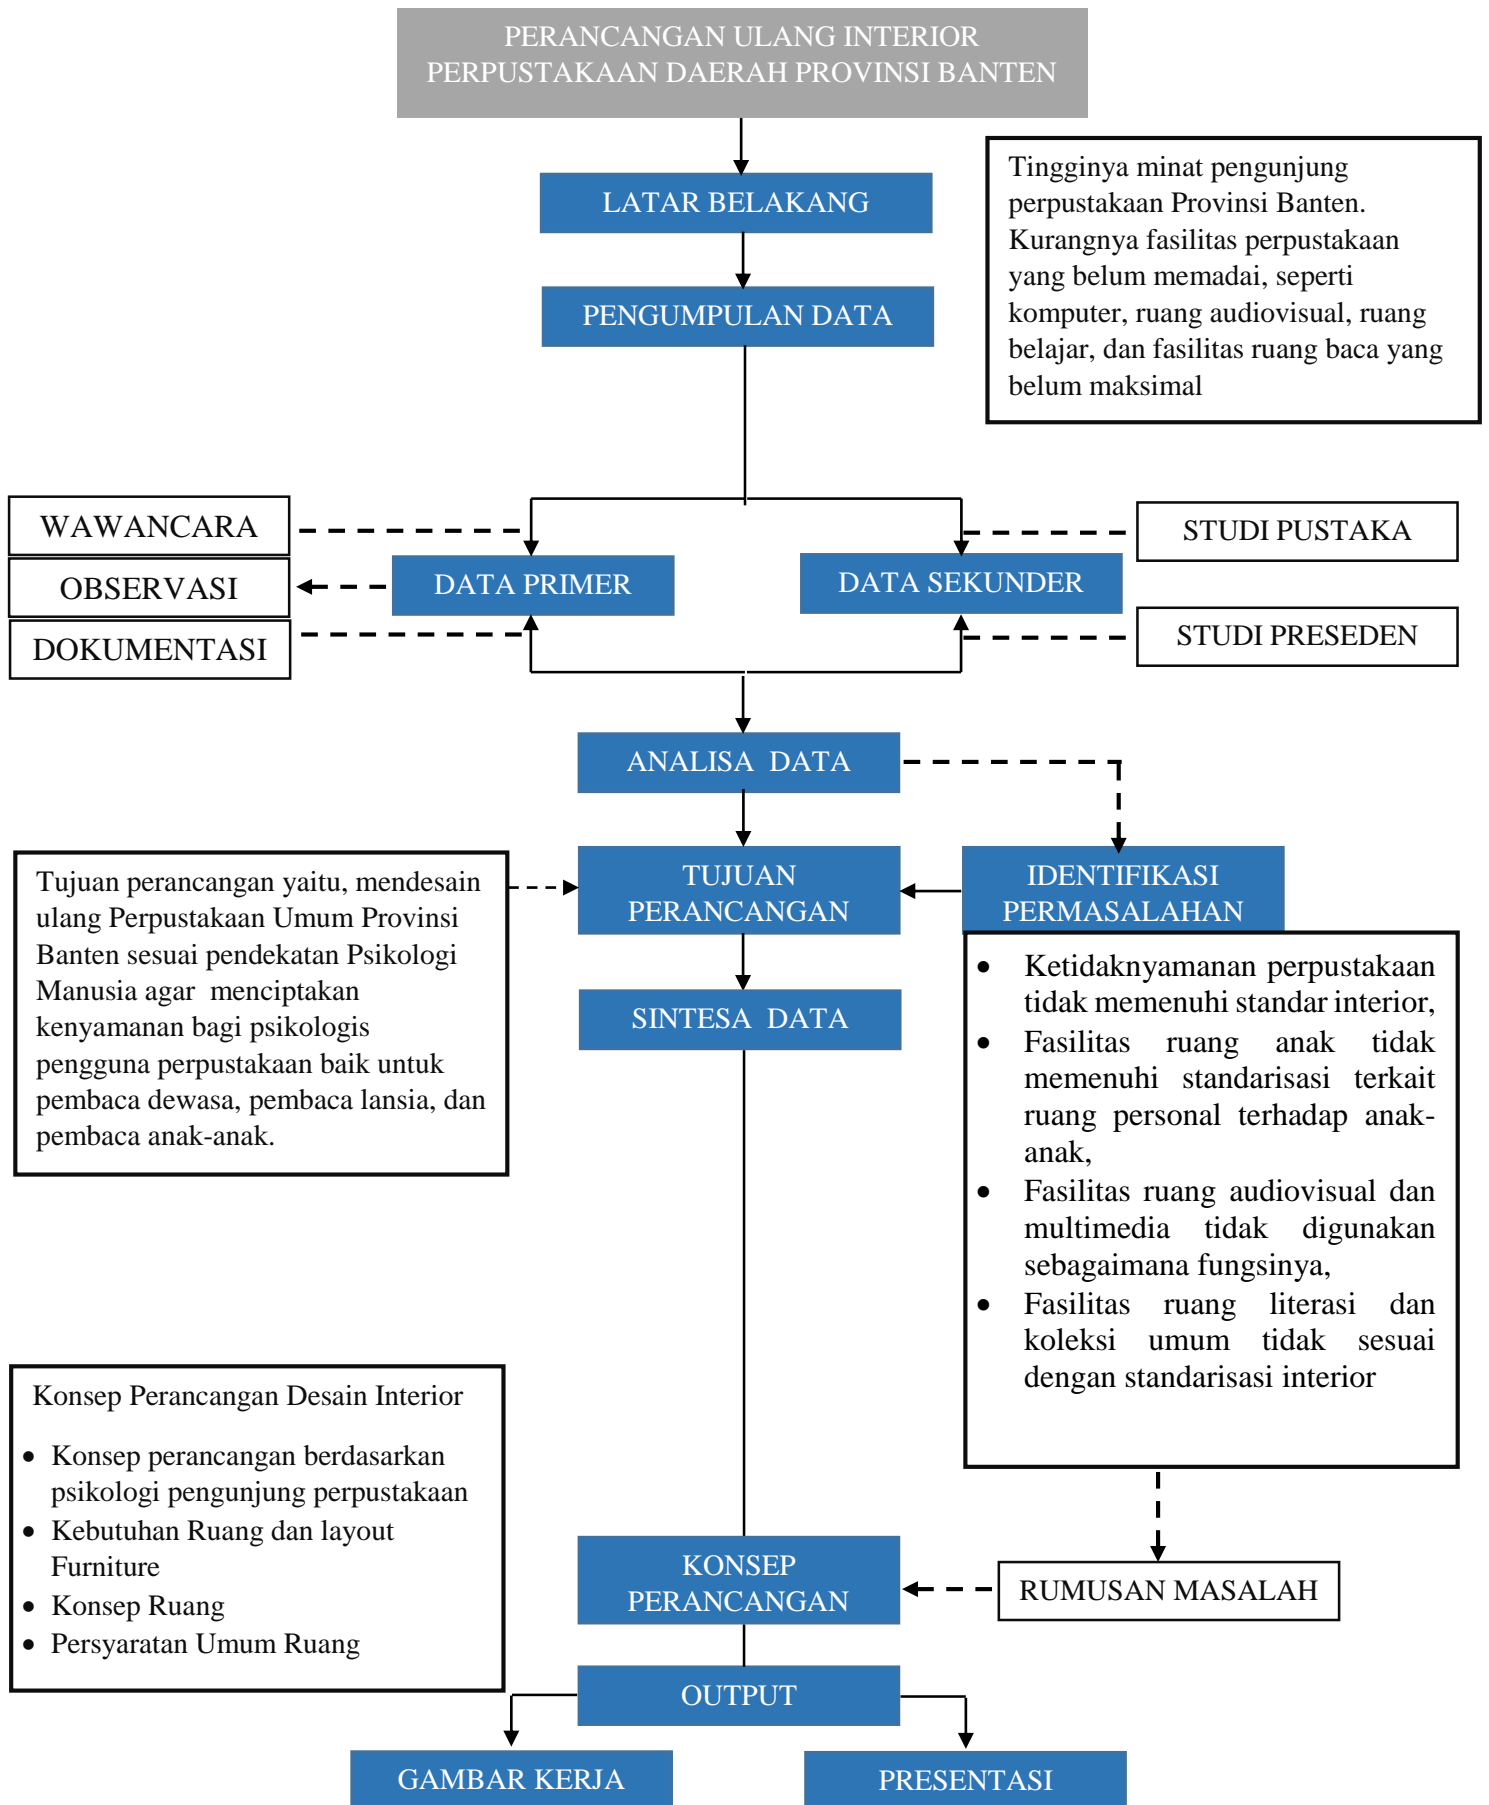 PERANCANGAN ULANG INTERIOR
PERPUSTAKAAN DAERAH PROVINSI BANTEN
LATAR BELAKANG
PENGUMPULAN DATA
Tingginya minat pengunjung
perpustakaan Provinsi Banten.
Kurangnya fasilitas perpustakaan
yang belum memadai, seperti
komputer, ruang audiovisual, ruang
belajar, dan fasilitas ruang baca yang
belum maksimal
WAWANCARA
OBSERVASI
DOKUMENTASI
DATA PRIMER
DATA SEKUNDER
STUDI PUSTAKA
STUDI PRESEDEN
ANALISA DATA
Tujuan perancangan yaitu, mendesain
ulang Perpustakaan Umum Provinsi
Banten sesuai pendekatan Psikologi
Manusia agar menciptakan
kenyamanan bagi psikologis
pengguna perpustakaan baik untuk
pembaca dewasa, pembaca lansia, dan
pembaca anak-anak.
TUJUAN
PERANCANGAN
IDENTIFIKASI
PERMASALAHAN
• Ketidaknyamanan perpustakaan
tidak memenuhi standar interior,
• Fasilitas ruang anak tidak
memenuhi standarisasi terkait
ruang personal terhadap anak-
anak,
• Fasilitas ruang audiovisual dan
multimedia tidak digunakan
sebagaimana fungsinya,
• Fasilitas ruang literasi dan
koleksi umum tidak sesuai
dengan standarisasi interior
SINTESA DATA
Konsep Perancangan Desain Interior
• Konsep perancangan berdasarkan
psikologi pengunjung perpustakaan
• Kebutuhan Ruang dan layout
Furniture
• Konsep Ruang
• Persyaratan Umum Ruang
KONSEP
PERANCANGAN
RUMUSAN MASALAH
OUTPUT
GAMBAR KERJA
PRESENTASI